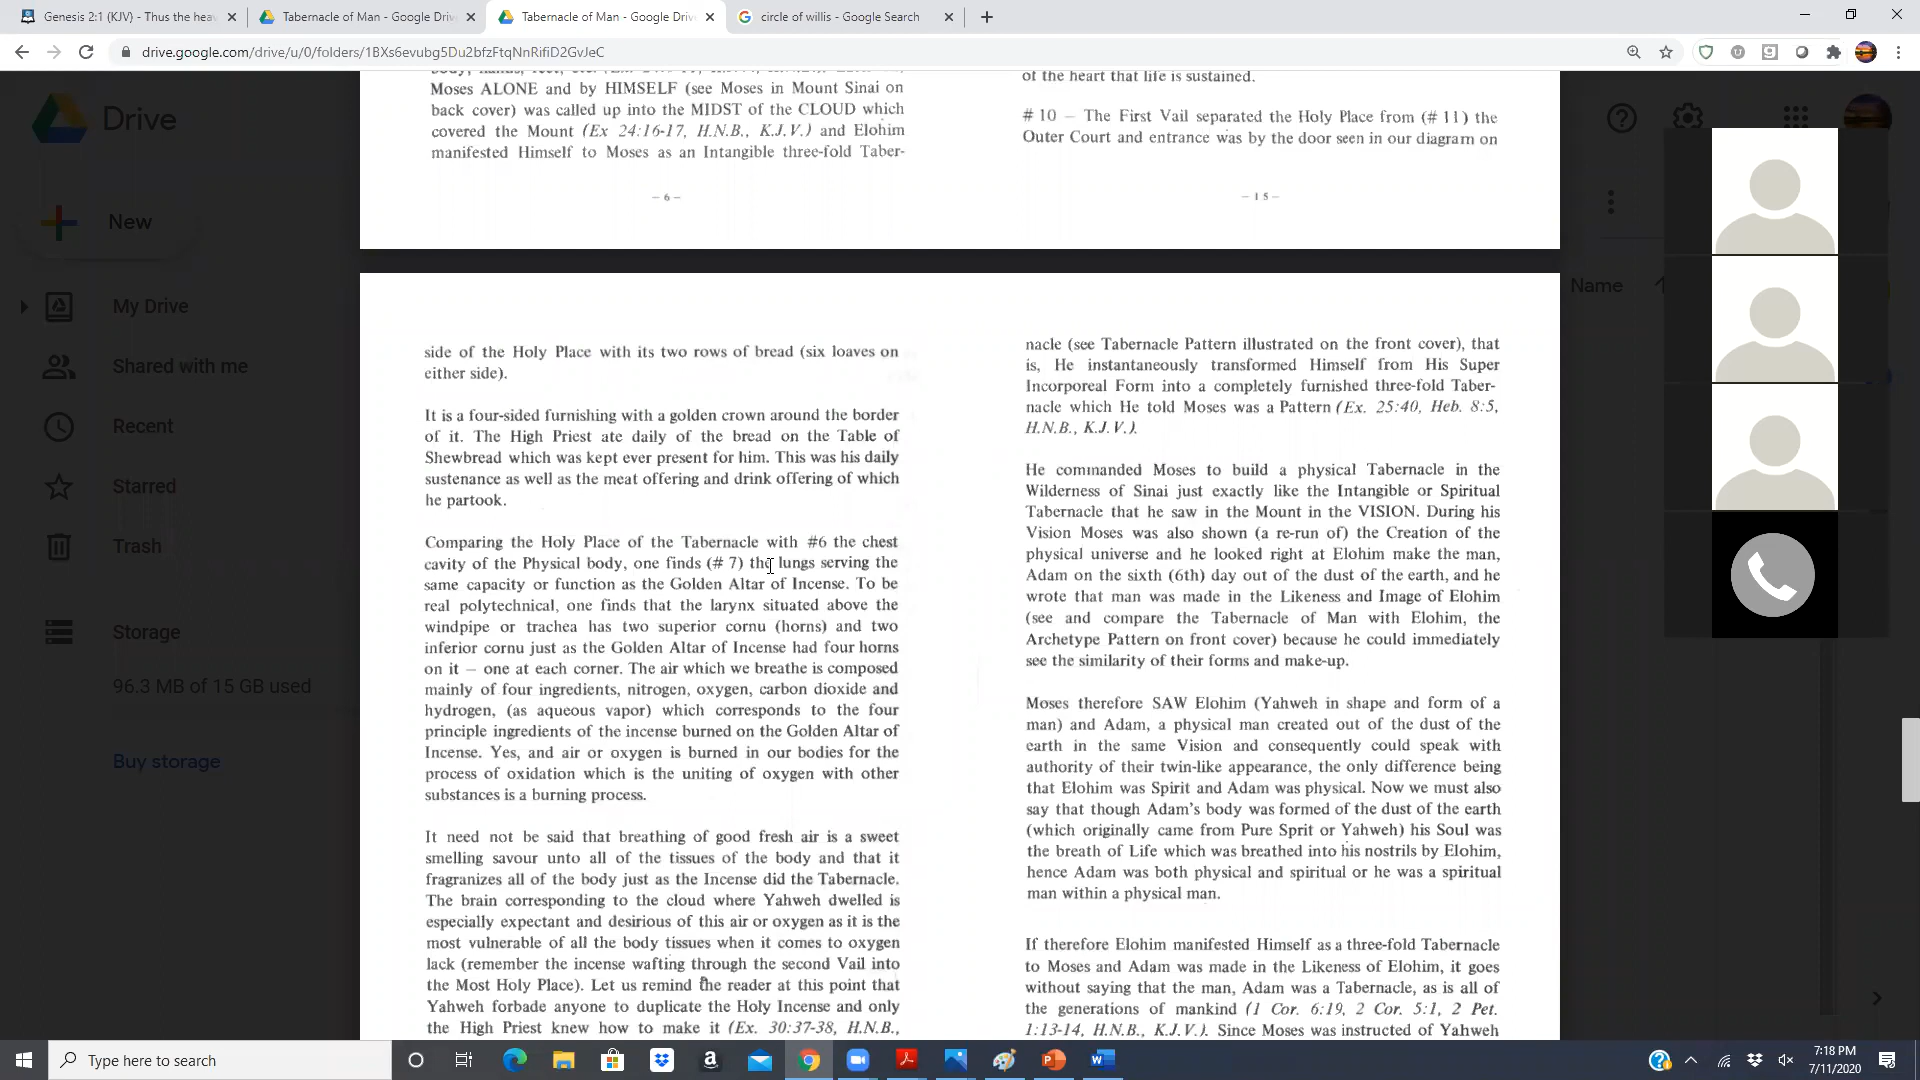 Genesis 2:1 (KJV) - Thus the hea
Tabernacle of Man - Google Driv
Tabernacle of Man - Google Driv
circle of willis - Google Search
drive.google.com/drive/u/0/folders/1BXs6evubg5Du2bfzFtqNnRifiD2GvJeC
Drive
New
My Drive
Shared with me
Recent
Starred
Trash
Storage
96.3 MB of 15 GB used
Buy storage
Name
Moses ALONE and by HIMSELF (see Moses in Mount Sinai on
back cover) was called up into the MIDST of the CLOUD which
covered the Mount (Ex 24:16-17, H.N.B., K.J.V.) and Elohim
manifested Himself to Moses as an Intangible three-fold Taber-
– 6 –
of the heart that life is sustained.
# 10 – The First Vail separated the Holy Place from (# 11) the
Outer Court and entrance was by the door seen in our diagram on
– 1 5 –
side of the Holy Place with its two rows of bread (six loaves on
either side).
It is a four-sided furnishing with a golden crown around the border
of it. The High Priest ate daily of the bread on the Table of
Shewbread which was kept ever present for him. This was his daily
sustenance as well as the meat offering and drink offering of which
he partook.
Comparing the Holy Place of the Tabernacle with #6 the chest
cavity of the Physical body, one finds (# 7) the lungs serving the
same capacity or function as the Golden Altar of Incense. To be
real polytechnical, one finds that the larynx situated above the
windpipe or trachea has two superior cornu (horns) and two
inferior cornu just as the Golden Altar of Incense had four horns
on it – one at each corner. The air which we breathe is composed
mainly of four ingredients, nitrogen, oxygen, carbon dioxide and
hydrogen, (as aqueous vapor) which corresponds to the four
principle ingredients of the incense burned on the Golden Altar of
Incense. Yes, and air or oxygen is burned in our bodies for the
process of oxidation which is the uniting of oxygen with other
substances is a burning process.
It need not be said that breathing of good fresh air is a sweet
smelling savour unto all of the tissues of the body and that it
fragranizes all of the body just as the Incense did the Tabernacle.
The brain corresponding to the cloud where Yahweh dwelled is
especially expectant and desirious of this air or oxygen as it is the
most vulnerable of all the body tissues when it comes to oxygen
lack (remember the incense wafting through the second Vail into
the Most Holy Place). Let us remind the reader at this point that
Yahweh forbade anyone to duplicate the Holy Incense and only
the High Priest knew how to make it (Ex. 30:37-38, H.N.B.,
nacle (see Tabernacle Pattern illustrated on the front cover), that
is, He instantaneously transformed Himself from His Super
Incorporeal Form into a completely furnished three-fold Taber-
nacle which He told Moses was a Pattern (Ex. 25:40, Heb. 8:5,
H.N.B., K.J.V.).
He commanded Moses to build a physical Tabernacle in the
Wilderness of Sinai just exactly like the Intangible or Spiritual
Tabernacle that he saw in the Mount in the VISION. During his
Vision Moses was also shown (a re-run of) the Creation of the
physical universe and he looked right at Elohim make the man,
Adam on the sixth (6th) day out of the dust of the earth, and he
wrote that man was made in the Likeness and Image of Elohim
(see and compare the Tabernacle of Man with Elohim, the
Archetype Pattern on front cover) because he could immediately
see the similarity of their forms and make-up.
Moses therefore SAW Elohim (Yahweh in shape and form of a
man) and Adam, a physical man created out of the dust of the
earth in the same Vision and consequently could speak with
authority of their twin-like appearance, the only difference being
that Elohim was Spirit and Adam was physical. Now we must also
say that though Adam's body was formed of the dust of the earth
(which originally came from Pure Sprit or Yahweh) his Soul was
the breath of Life which was breathed into his nostrils by Elohim,
hence Adam was both physical and spiritual or he was a spiritual
man within a physical man.
If therefore Elohim manifested Himself as a three-fold Tabernacle
to Moses and Adam was made in the Likeness of Elohim, it goes
without saying that the man, Adam was a Tabernacle, as is all of
the generations of mankind (1 Cor. 6:19, 2 Cor. 5:1, 2 Pet.
1:13-14, H.N.B., K.J.V.). Since Moses was instructed of Yahweh
Type here to search
7:18 PM
7/11/2020